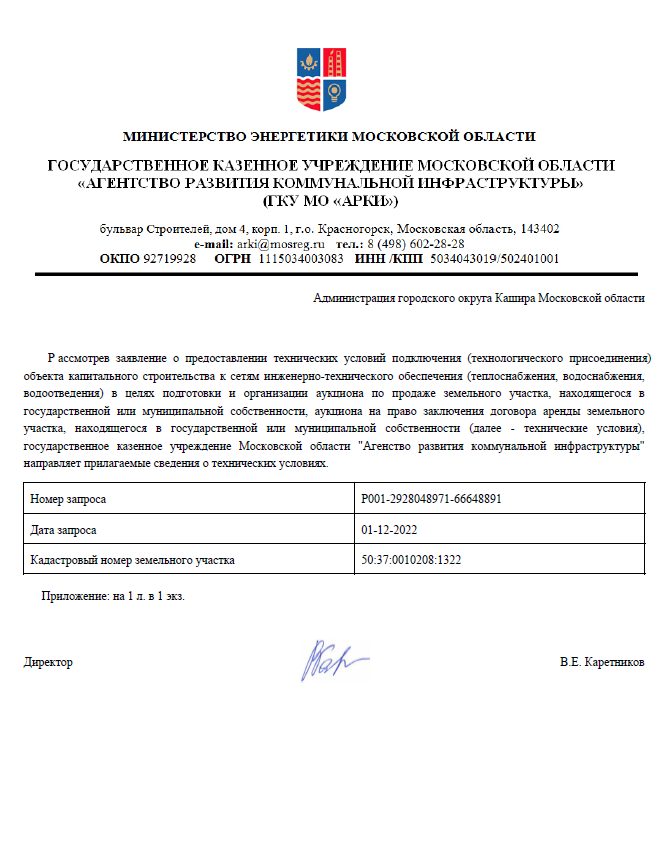 МИНИСТЕРСТВО ЭНЕРГЕТИКИ МОСКОВСКОЙ ОБЛАСТИ
ГОСУДАРСТВЕННОЕ КАЗЕННОЕ УЧРЕЖДЕНИЕ МОСКОВСКОЙ ОБЛАСТИ
«АГЕНТСТВО РАЗВИТИЯ КОММУНАЛЬНОЙ ИНФРАСТРУКТУРЫ»
(ГКУ МО «АРКИ»)
бульвар Строителей, дом 4, корп. 1, г.о. Красногорск, Московская область, 143402
e-mail: arki@mosreg.ru тел.: 8 (498) 602-28-28
ОКПО 92719928 ОГРН 1115034003083 ИНН /КПП 5034043019/502401001
Администрация городского округа Кашира Московской области
Рассмотрев заявление о предоставлении технических условий подключения (технологического присоединения)
объекта капитального строительства к сетям инженерно-технического обеспечения (теплоснабжения, водоснабжения,
водоотведения) в целях подготовки и организации аукциона по продаже земельного участка, находящегося в
государственной или муниципальной собственности, аукциона на право заключения договора аренды земельного
участка, находящегося в государственной или муниципальной собственности (далее - технические условия),
государственное казенное учреждение Московской области "Агенство развития коммунальной инфраструктуры"
направляет прилагаемые сведения о технических условиях.
Номер запроса P001-2928048971-66648891
Дата запроса 01-12-2022
Кадастровый номер земельного участка 50:37:0010208:1322
Приложение: на 1 л. в 1 экз.
Директор В.Е. Каретников